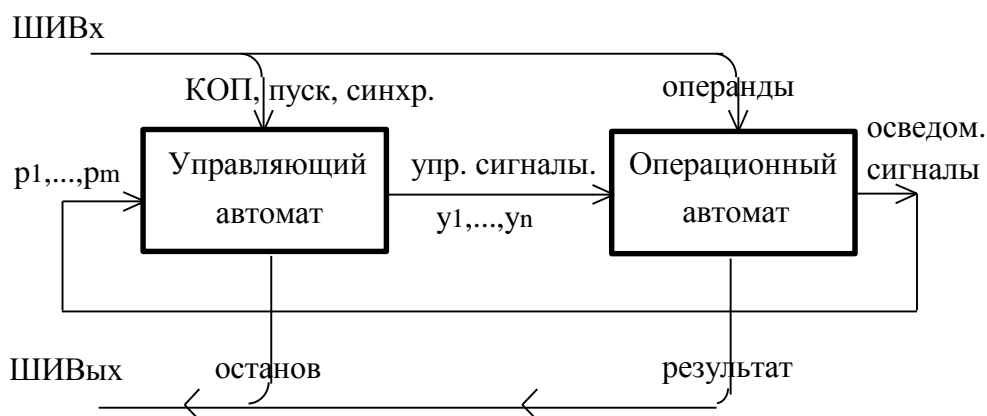 ШИВх
КОП, пуск, синхр.
операнды
осведом.
сигналы
p1,...,pm
Управляющий
автомат
упр. сигналы.
y1,...,yn
Операционный
автомат
ШИВых
останов
результат